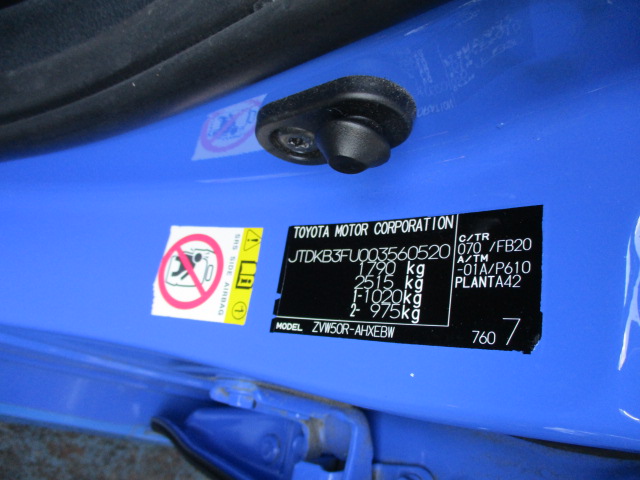 TOYOTA MOTOR CORPORATION
JTDKB3FU003560520
1790 kg
2515 kg
1-1020kg
2- 975kg
MODEL ZVW50R-AHXEBW
C/TR
070 /FB20
A/TM
-01A/P610
PLANTA42
760 7
SRS SIDE AIRBAG